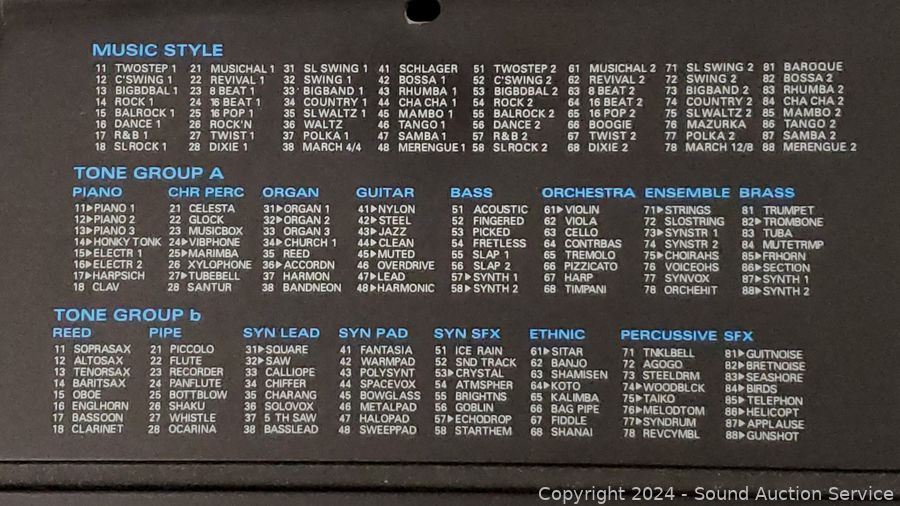 MUSIC STYLE
11 TWOSTEP 1 21 MUSICHAL 1 31 SL SWING 1 41 SCHLAGER 51 TWOSTEP 2 61 MUSICHAL 2 71 SL SWING 2 81 BAROQUE
12 C'SWING 1 22 REVIVAL 1 32 SWING 1 42 BOSSA 1 52 C'SWING 2 62 REVIVAL 2 72 SWING 2 82 BOSSA 2
13 BIGBDBAL 1 23 8 BEAT 1 33 BIGBAND 1 43 RHUMBA 1 53 BIGBDBAL 2 63 8 BEAT 2 73 BIGBAND 2 83 RHUMBA 2
14 ROCK 1 24 16 BEAT 1 34 COUNTRY 1 44 CHA CHA 1 54 ROCK 2 64 16 BEAT 2 74 COUNTRY 2 84 CHA CHA 2
15 BALROCK 1 25 16 POP 1 35 SL WALTZ 1 45 MAMBO 1 55 BALROCK 2 65 16 POP 2 75 SL WALTZ 2 85 MAMBO 2
16 DANCE 1 26 ROCK'N 36 WALTZ 46 TANGO 1 56 DANCE 2 66 BOOGIE 76 MAZURKA 86 TANGO 2
17 R&B 1 27 TWIST 1 37 POLKA 1 47 SAMBA 1 57 R&B 2 67 TWIST 2 77 POLKA 2 87 SAMBA 2
18 SL ROCK 1 28 DIXIE 1 38 MARCH 4/4 48 MERENGUE 1 58 SL ROCK 2 68 DIXIE 2 78 MARCH 12/8 88 MERENGUE 2
TONE GROUP A
PIANO CHR PERC ORGAN GUITAR BASS ORCHESTRA ENSEMBLE BRASS
11▶PIANO 1 21 CELESTA 31▶ORGAN 1 41▶NYLON 51 ACOUSTIC 61▶VIOLIN 71▶STRINGS 81 TRUMPET
12▶PIANO 2 22 GLOCK 32▶ORGAN 2 42▶STEEL 52 FINGERED 62 VIOLA 72 SLOSTRING 82▶TROMBONE
13▶PIANO 3 23 MUSICBOX 33 ORGAN 3 43▶JAZZ 53 PICKED 63 CELLO 73▶SYNSTR 1 83 TUBA
14▶HONKY TONK 24▶VIBPHONE 34▶CHURCH 1 44▶CLEAN 54 FRETLESS 64 CONTRBAS 74 SYNSTR 2 84 MUTETRMP
15▶ELECTR 1 25▶MARIMBA 35 REED 45▶MUTED 55 SLAP 1 65 TREMOLO 75▶CHOIRAHS 85▶FRHORN
16▶ELECTR 2 26 XYLOPHONE 36▶ACCORDN 46 OVERDRIVE 56 SLAP 2 66 PIZZICATO 76 VOICEOHS 86▶SECTION
17▶HARPSICH 27▶TUBEBELL 37 HARMON 47▶LEAD 57▶SYNTH 1 67 HARP 77 SYNVOX 87▶SYNTH 1
18 CLAV 28 SANTUR 38 BANDNEON 48▶HARMONIC 58▶SYNTH 2 68 TIMPANI 78 ORCHEHIT 88▶SYNTH 2
TONE GROUP b
REED PIPE SYN LEAD SYN PAD SYN SFX ETHNIC PERCUSSIVE SFX
11 SOPRASAX 21 PICCOLO 31▶SQUARE 41 FANTASIA 51 ICE RAIN 61▶SITAR 71 TNKLBELL 81▶GUITNOISE
12 ALTOSAX 22 FLUTE 32▶SAW 42 WARMPAD 52 SND TRACK 62 BANJO 72 AGOGO 82▶BRETNOISE
13 TENORSAX 23 RECORDER 33 CALLIOPE 43 POLYSYNT 53▶CRYSTAL 63 SHAMISEN 73 STEELDRM 83▶SEASHORE
14 BARITSAX 24 PANFLUTE 34 CHIFFER 44 SPACEVOX 54 ATMSPHER 64▶KOTO 74▶WOODBLCK 84▶BIRDS
15 OBOE 25 BOTTBLOW 35 CHARANG 45 BOWGLASS 55 BRIGHTNS 65 KALIMBA 75▶TAIKO 85▶TELEPHON
16 ENGLHORN 26 SHAKU 36 SOLOVOX 46 METALPAD 56 GOBLIN 66 BAG PIPE 76▶MELODTOM 86▶HELICOPT
17 BASSOON 27 WHISTLE 37 5 TH SAW 47 HALOPAD 57▶ECHODROP 67 FIDDLE 77▶SYNDRUM 87▶APPLAUSE
18 CLARINET 28 OCARINA 38 BASSLEAD 48 SWEEPPAD 58 STARTHEM 68 SHANAI 78 REVCYMBL 88▶GUNSHOT
Copyright 2024 - Sound Auction Service